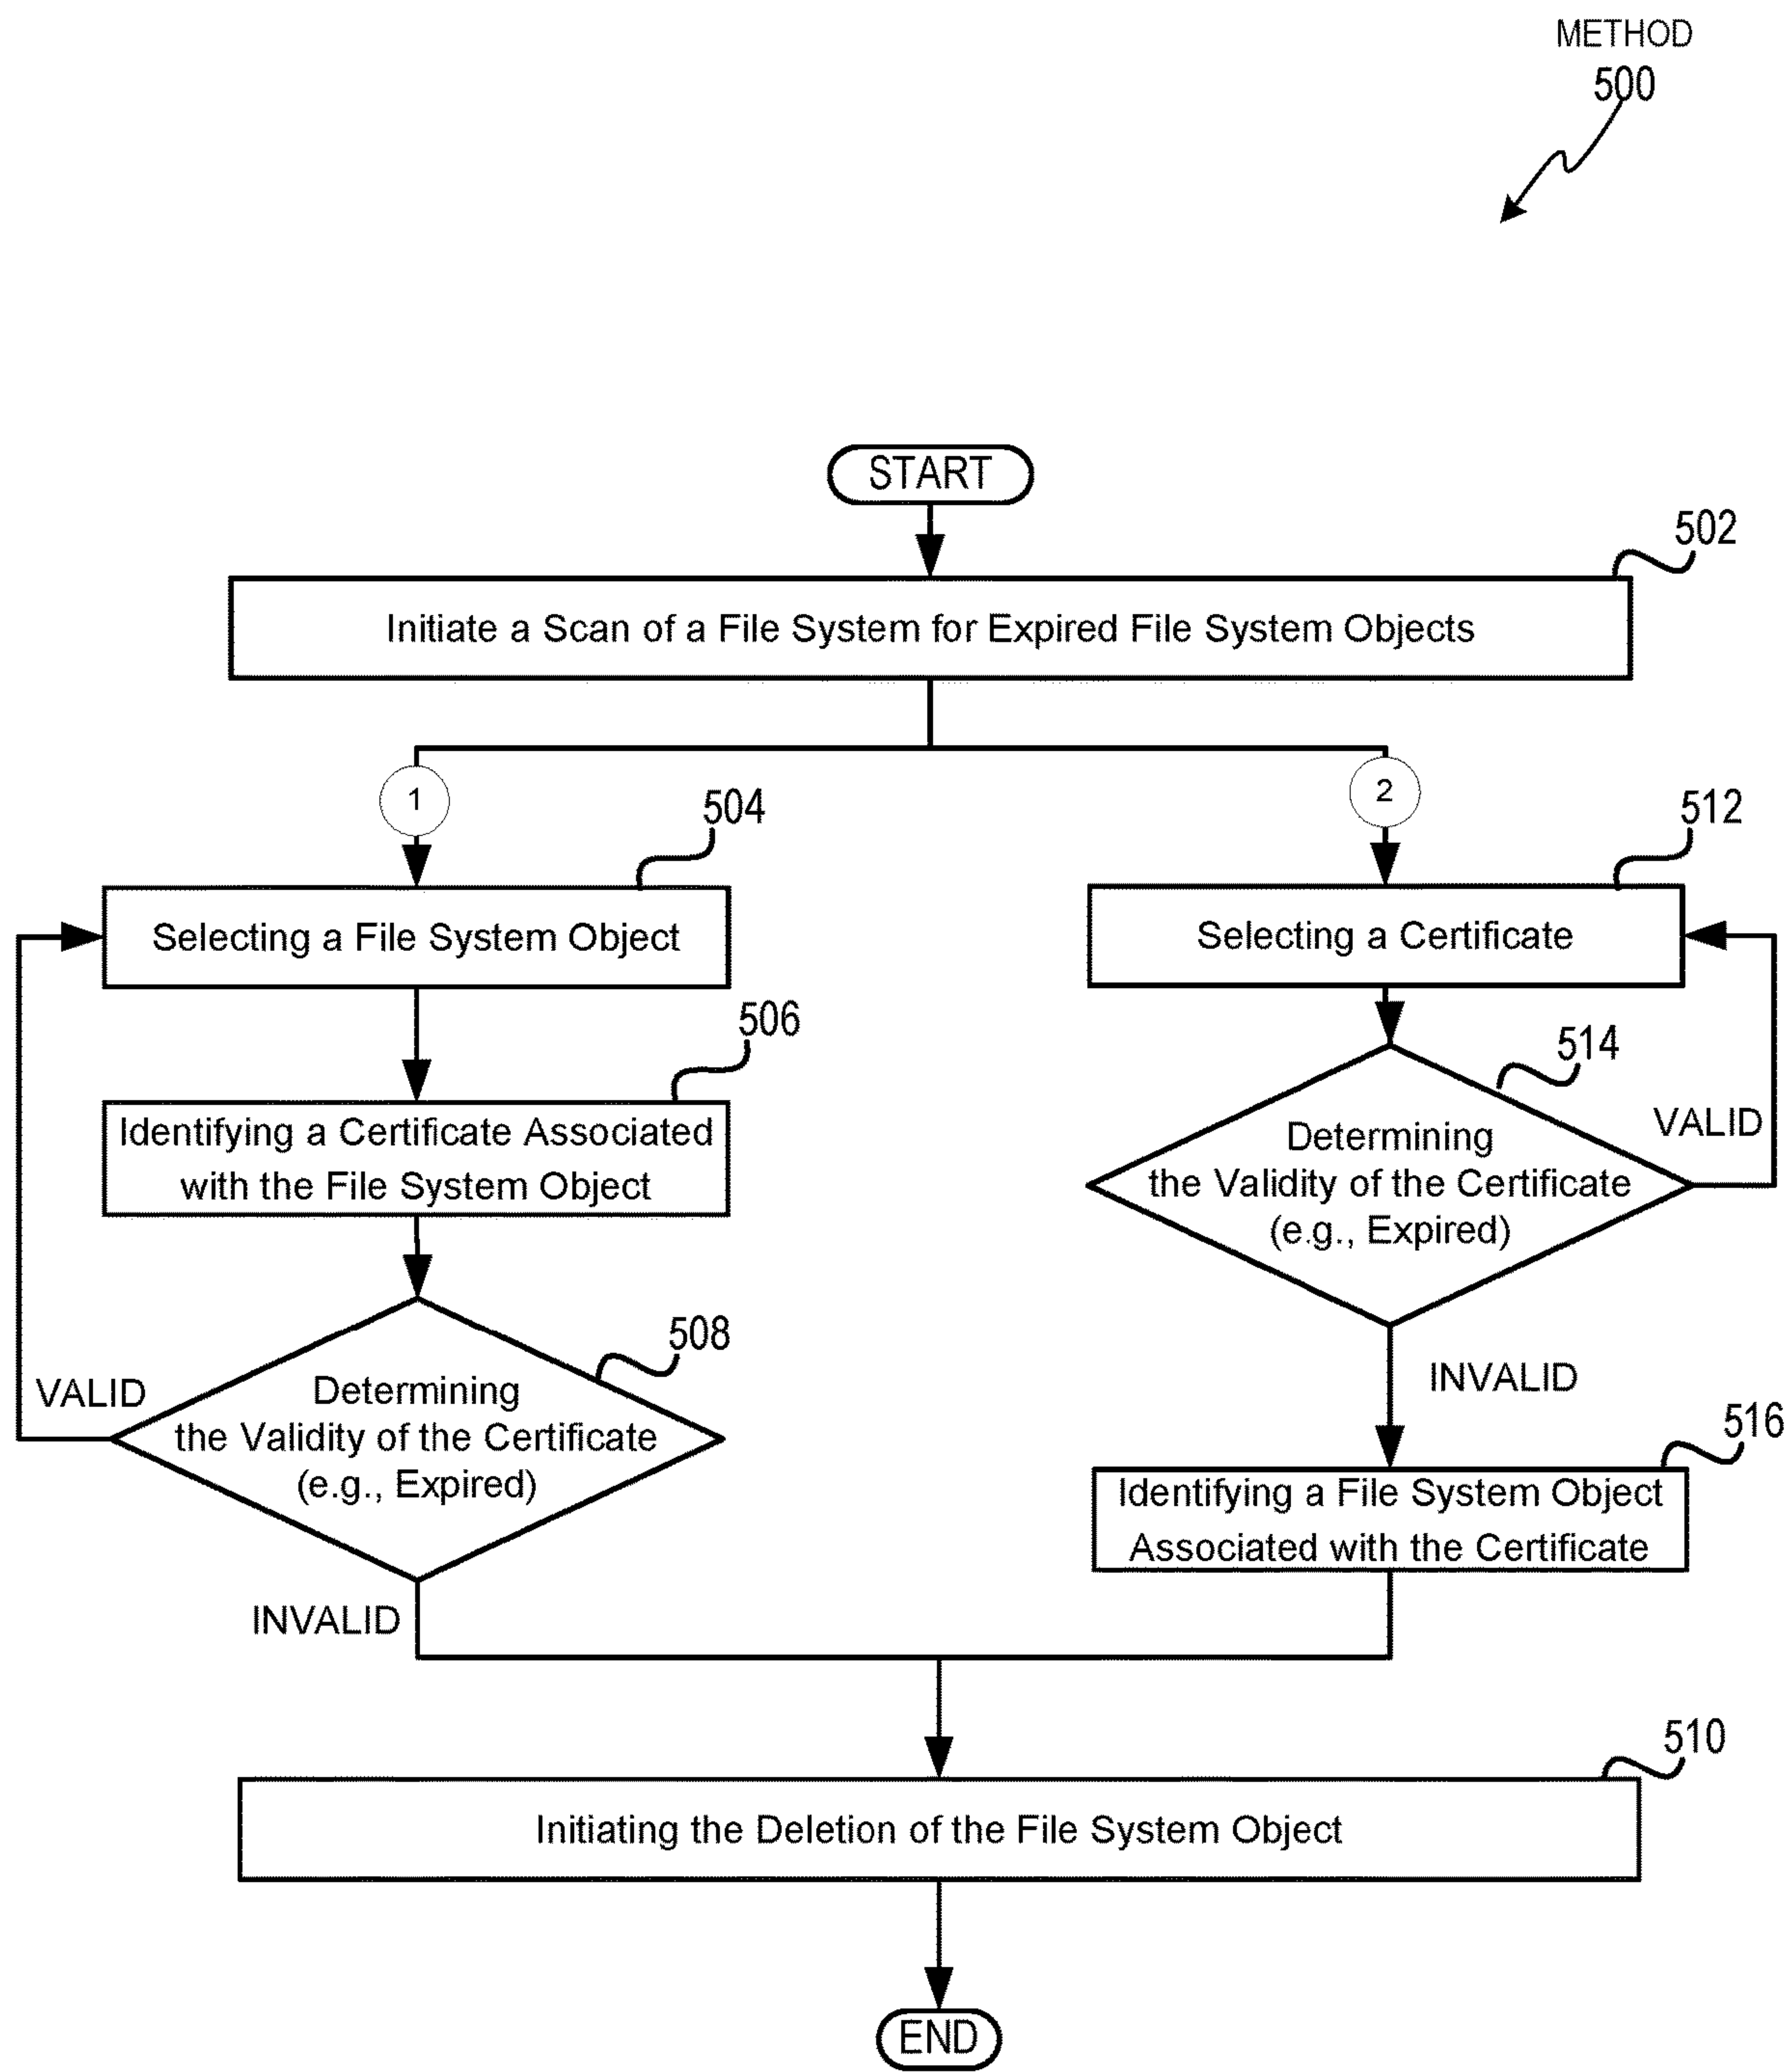 METHOD
500
START
502
Initiate a Scan of a File System for Expired File System Objects
1
2
504
512
Selecting a File System Object
Selecting a Certificate
506
514
Identifying a Certificate Associated
with the File System Object
Determining
the Validity of the Certificate
(e.g., Expired)
VALID
508
INVALID
VALID
Determining
the Validity of the Certificate
(e.g., Expired)
516
Identifying a File System Object
Associated with the Certificate
INVALID
510
Initiating the Deletion of the File System Object
END